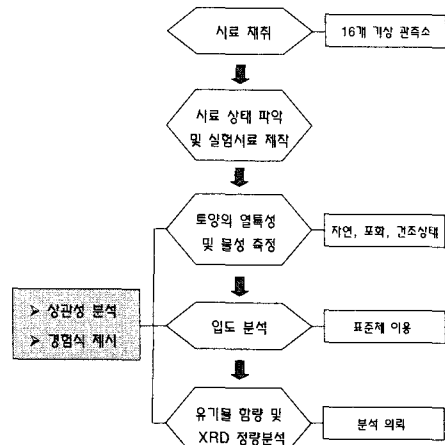 시료 재취
16개 기상 관측소
시료 상태 파악
및 실험시료 제작
토양의 열특성
및 물성 측정
자연, 포화, 건조상태
➢ 상관성 분석
➢ 경험식 제시
입도 분석
표준체 이용
유기물 함량 및
XRD 정량분석
분석 의뢰